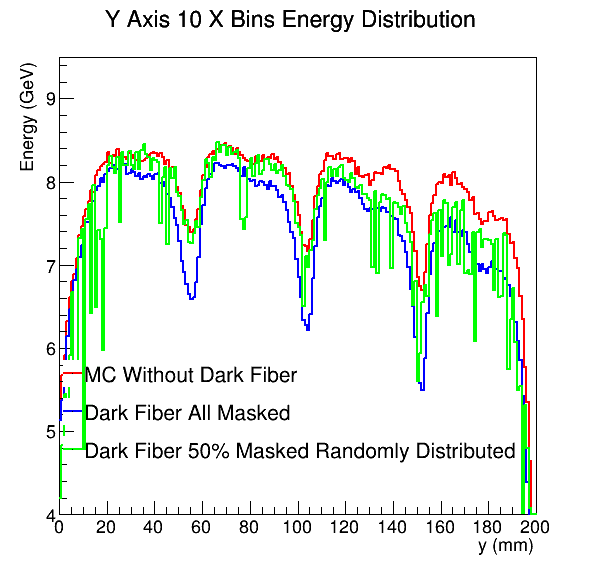 Y Axis 10 X Bins Energy Distribution
Energy (GeV)
9
8
7
6
5
4
MC Without Dark Fiber
Dark Fiber All Masked
Dark Fiber 50% Masked Randomly Distributed
0 20 40 60 80 100 120 140 160 180 200
y (mm)